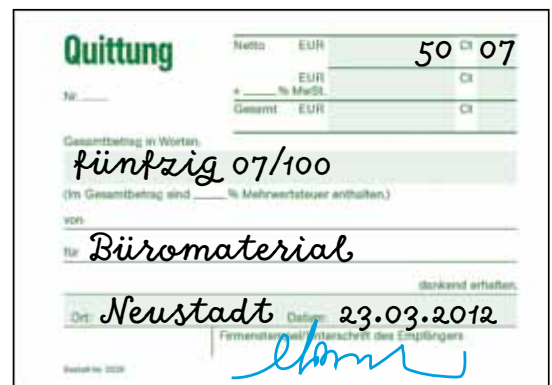 Quittung
Netto EUR 50 Ct 07
Nr.
EUR Ct
+ % MwSt.
Gesamt EUR Ct
Gesamtbetrag in Worten
fünfzig 07/100
(Im Gesamtbetrag sind % Mehrwertsteuer enthalten.)
von
für Büromaterial
dankend erhalten.
Ort Neustadt Datum 23.03.2012
Firmenstempel/Unterschrift des Empfängers